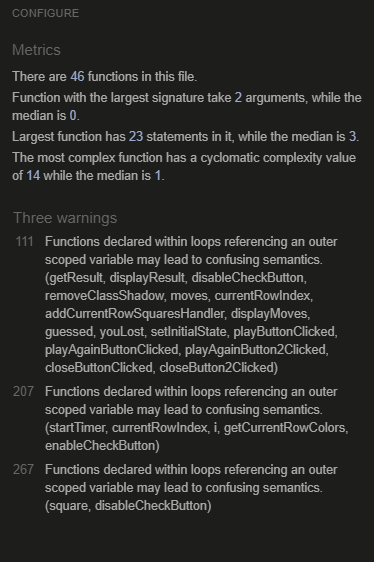 CONFIGURE
Metrics
There are 46 functions in this file.
Function with the largest signature take 2 arguments, while the
median is 0.
Largest function has 23 statements in it, while the median is 3.
The most complex function has a cyclomatic complexity value
of 14 while the median is 1.
Three warnings
111 Functions declared within loops referencing an outer
scoped variable may lead to confusing semantics.
(getResult, displayResult, disableCheckButton,
removeClassShadow, moves, currentRowIndex,
addCurrentRowSquaresHandler, displayMoves,
guessed, youLost, setInitialState, playButtonClicked,
playAgainButtonClicked, playAgainButton2Clicked,
closeButtonClicked, closeButton2Clicked)
207 Functions declared within loops referencing an outer
scoped variable may lead to confusing semantics.
(startTimer, currentRowIndex, i, getCurrentRowColors,
enableCheckButton)
267 Functions declared within loops referencing an outer
scoped variable may lead to confusing semantics.
(square, disableCheckButton)